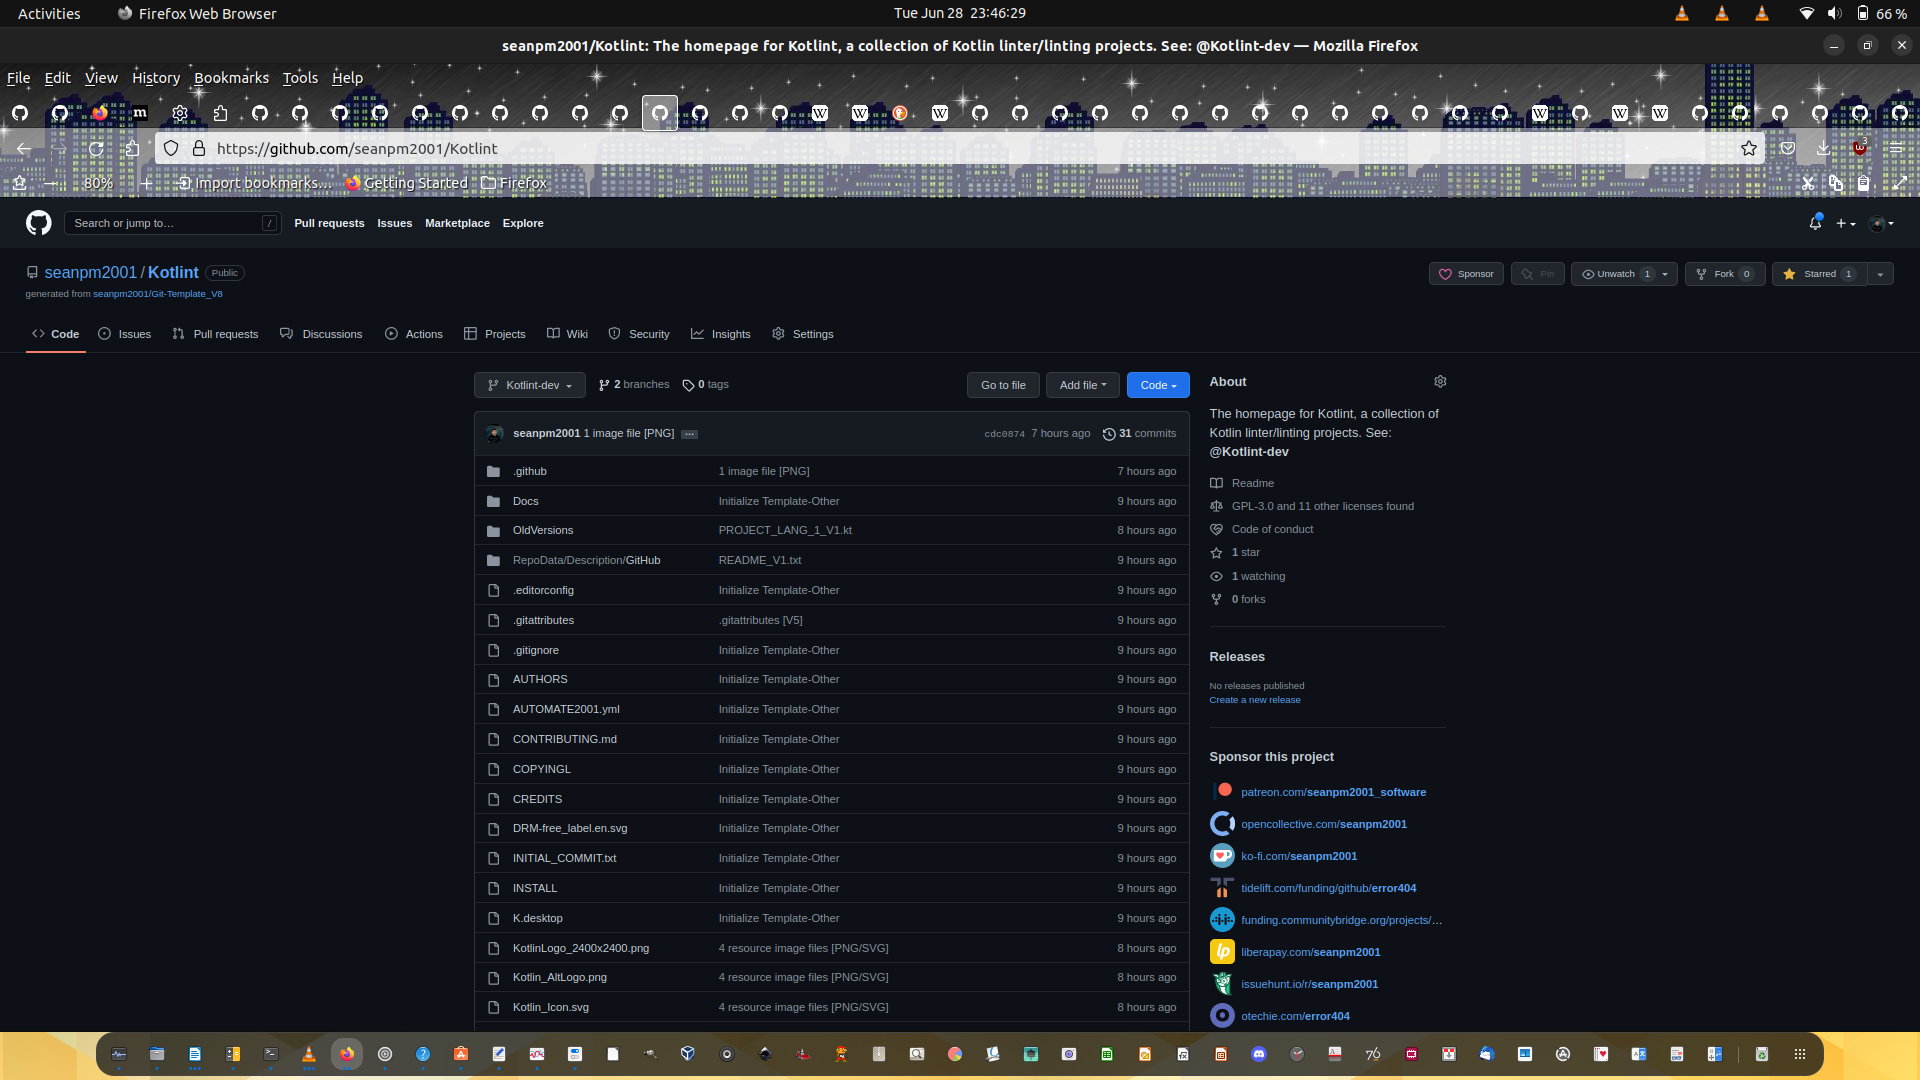 Activities Firefox Web Browser Tue Jun 28 23:46:29 66 %
seanpm2001/Kotlint: The homepage for Kotlint, a collection of Kotlin linter/linting projects. See: @Kotlint-dev — Mozilla Firefox
File Edit View History Bookmarks Tools Help
https://github.com/seanpm2001/Kotlint
80% Import bookmarks... Getting Started Firefox
Search or jump to... / Pull requests Issues Marketplace Explore
seanpm2001 / Kotlint Public
Sponsor Pin Unwatch 1 Fork 0 Starred 1
generated from seanpm2001/Git-Template_V8
Code Issues Pull requests Discussions Actions Projects Wiki Security Insights Settings
Kotlint-dev 2 branches 0 tags Go to file Add file Code
seanpm2001 1 image file [PNG] ... cdc0874 7 hours ago 31 commits
.github 1 image file [PNG] 7 hours ago
Docs Initialize Template-Other 9 hours ago
OldVersions PROJECT_LANG_1_V1.kt 8 hours ago
RepoData/Description/GitHub README_V1.txt 9 hours ago
.editorconfig Initialize Template-Other 9 hours ago
.gitattributes .gitattributes [V5] 9 hours ago
.gitignore Initialize Template-Other 9 hours ago
AUTHORS Initialize Template-Other 9 hours ago
AUTOMATE2001.yml Initialize Template-Other 9 hours ago
CONTRIBUTING.md Initialize Template-Other 9 hours ago
COPYINGL Initialize Template-Other 9 hours ago
CREDITS Initialize Template-Other 9 hours ago
DRM-free_label.en.svg Initialize Template-Other 9 hours ago
INITIAL_COMMIT.txt Initialize Template-Other 9 hours ago
INSTALL Initialize Template-Other 9 hours ago
K.desktop Initialize Template-Other 9 hours ago
KotlinLogo_2400x2400.png 4 resource image files [PNG/SVG] 8 hours ago
Kotlin_AltLogo.png 4 resource image files [PNG/SVG] 8 hours ago
Kotlin_Icon.svg 4 resource image files [PNG/SVG] 8 hours ago
About
The homepage for Kotlint, a collection of
Kotlin linter/linting projects. See:
@Kotlint-dev
Readme
GPL-3.0 and 11 other licenses found
Code of conduct
1 star
1 watching
0 forks
Releases
No releases published
Create a new release
Sponsor this project
patreon.com/seanpm2001_software
opencollective.com/seanpm2001
ko-fi.com/seanpm2001
tidelift.com/funding/github/error404
funding.communitybridge.org/projects/...
liberapay.com/seanpm2001
issuehunt.io/r/seanpm2001
otechie.com/error404